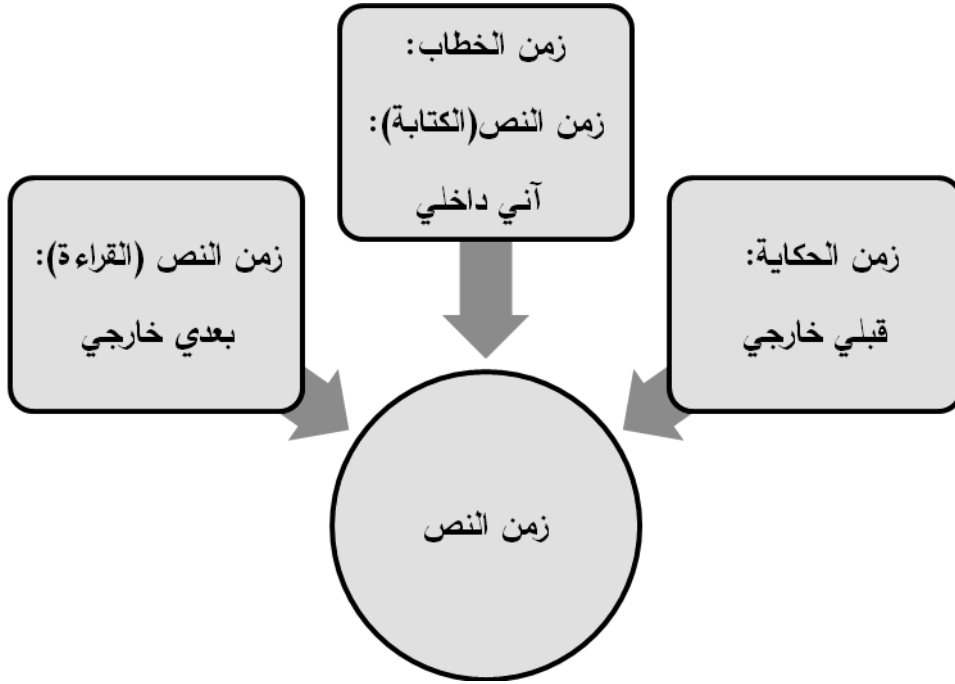 زمن الخطاب:
زمن النص(الكتابة):
آني داخلي
زمن الحكاية:
قبلي خارجي
زمن النص (القراءة):
بعدي خارجي
زمن النص